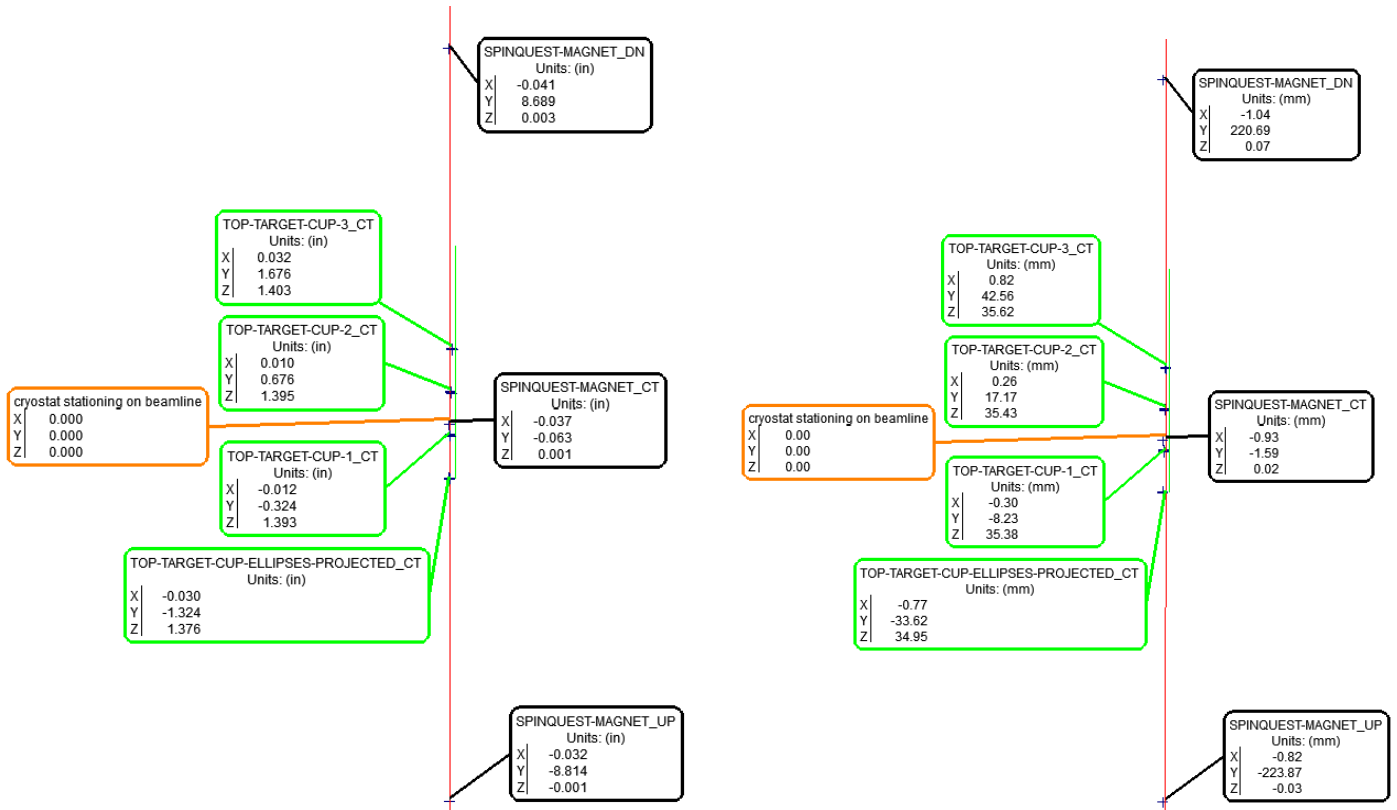 SPINQUEST-MAGNET_DN
Units: (in)
X -0.041
Y 8.689
Z 0.003
TOP-TARGET-CUP-3_CT
Units: (in)
X 0.032
Y 1.676
Z 1.403
TOP-TARGET-CUP-2_CT
Units: (in)
X 0.010
Y 0.676
Z 1.395
cryostat stationing on beamline
X 0.000
Y 0.000
Z 0.000
SPINQUEST-MAGNET_CT
Units: (in)
X -0.037
Y -0.063
Z 0.001
TOP-TARGET-CUP-1_CT
Units: (in)
X -0.012
Y -0.324
Z 1.393
TOP-TARGET-CUP-ELLIPSES-PROJECTED_CT
Units: (in)
X -0.030
Y -1.324
Z 1.376
SPINQUEST-MAGNET_UP
Units: (in)
X -0.032
Y -8.814
Z -0.001
SPINQUEST-MAGNET_DN
Units: (mm)
X -1.04
Y 220.69
Z 0.07
TOP-TARGET-CUP-3_CT
Units: (mm)
X 0.82
Y 42.56
Z 35.62
TOP-TARGET-CUP-2_CT
Units: (mm)
X 0.26
Y 17.17
Z 35.43
cryostat stationing on beamline
X 0.00
Y 0.00
Z 0.00
SPINQUEST-MAGNET_CT
Units: (mm)
X -0.93
Y -1.59
Z 0.02
TOP-TARGET-CUP-1_CT
Units: (mm)
X -0.30
Y -8.23
Z 35.38
TOP-TARGET-CUP-ELLIPSES-PROJECTED_CT
Units: (mm)
X -0.77
Y -33.62
Z 34.95
SPINQUEST-MAGNET_UP
Units: (mm)
X -0.82
Y -223.87
Z -0.03